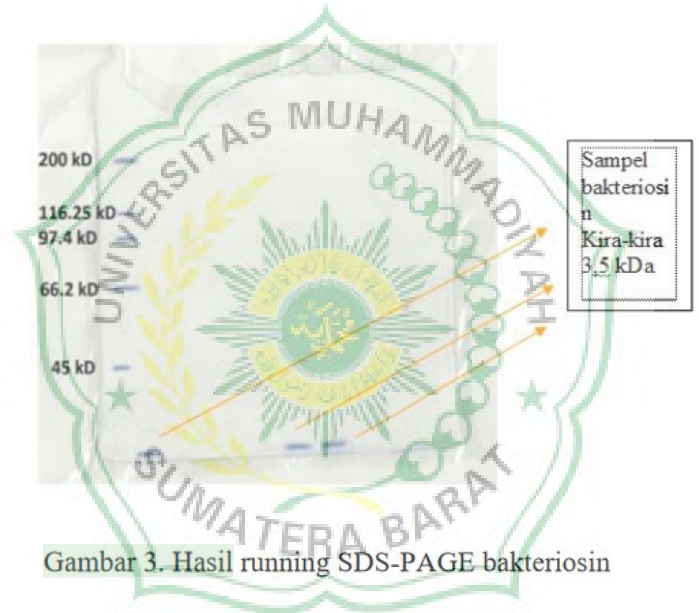 UNIVERSITAS MUHAMMADIYAH
200 kD
116.25 kD
97.4 kD
66.2 kD
45 kD
Sampel
bakteriosi
n
Kira-kira
3,5 kDa
SUMATERA BARAT
Gambar 3. Hasil running SDS-PAGE bakteriosin